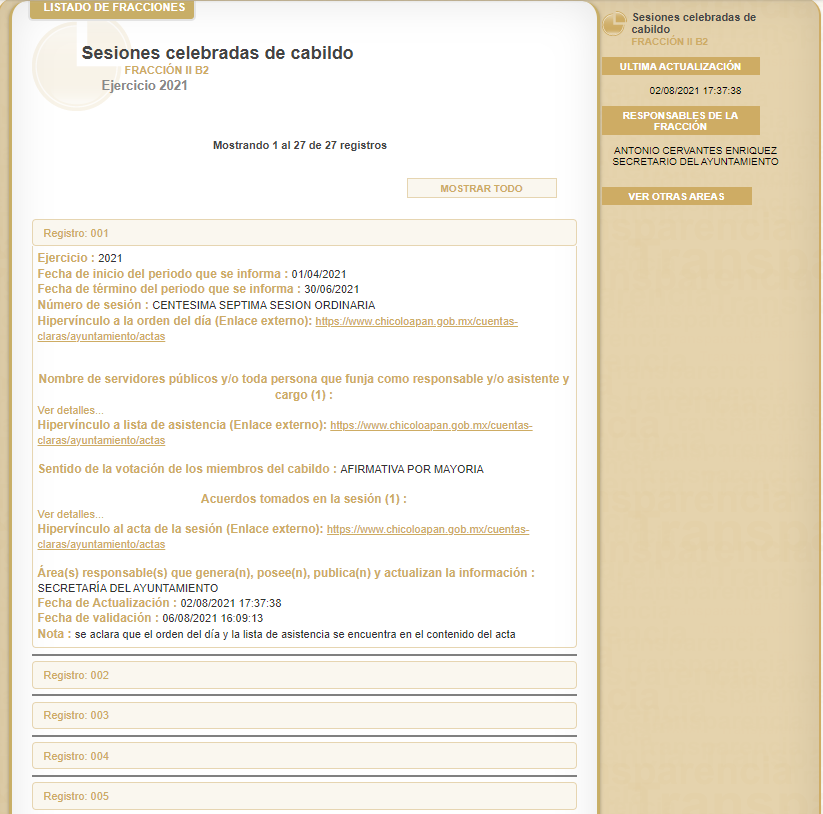 LISTADO DE FRACCIONES
Sesiones celebradas de cabildo
FRACCIÓN II B2
Ejercicio 2021
Mostrando 1 al 27 de 27 registros
MOSTRAR TODO
Registro: 001
Ejercicio : 2021
Fecha de inicio del periodo que se informa : 01/04/2021
Fecha de término del periodo que se informa : 30/06/2021
Número de sesión : CENTESIMA SEPTIMA SESION ORDINARIA
Hipervínculo a la orden del día (Enlace externo): https://www.chicoloapan.gob.mx/cuentas-
claras/ayuntamiento/actas
Nombre de servidores públicos y/o toda persona que funja como responsable y/o asistente y
cargo (1) :
Ver detalles...
Hipervínculo a lista de asistencia (Enlace externo): https://www.chicoloapan.gob.mx/cuentas-
claras/ayuntamiento/actas
Sentido de la votación de los miembros del cabildo : AFIRMATIVA POR MAYORIA
Acuerdos tomados en la sesión (1) :
Ver detalles...
Hipervínculo al acta de la sesión (Enlace externo): https://www.chicoloapan.gob.mx/cuentas-
claras/ayuntamiento/actas
Área(s) responsable(s) que genera(n), posee(n), publica(n) y actualizan la información :
SECRETARÍA DEL AYUNTAMIENTO
Fecha de Actualización : 02/08/2021 17:37:38
Fecha de validación : 06/08/2021 16:09:13
Nota : se aclara que el orden del día y la lista de asistencia se encuentra en el contenido del acta
Registro: 002
Registro: 003
Registro: 004
Registro: 005
Sesiones celebradas de
cabildo
FRACCIÓN II B2
ULTIMA ACTUALIZACIÓN
02/08/2021 17:37:38
RESPONSABLES DE LA
FRACCIÓN
ANTONIO CERVANTES ENRIQUEZ
SECRETARIO DEL AYUNTAMIENTO
VER OTRAS AREAS